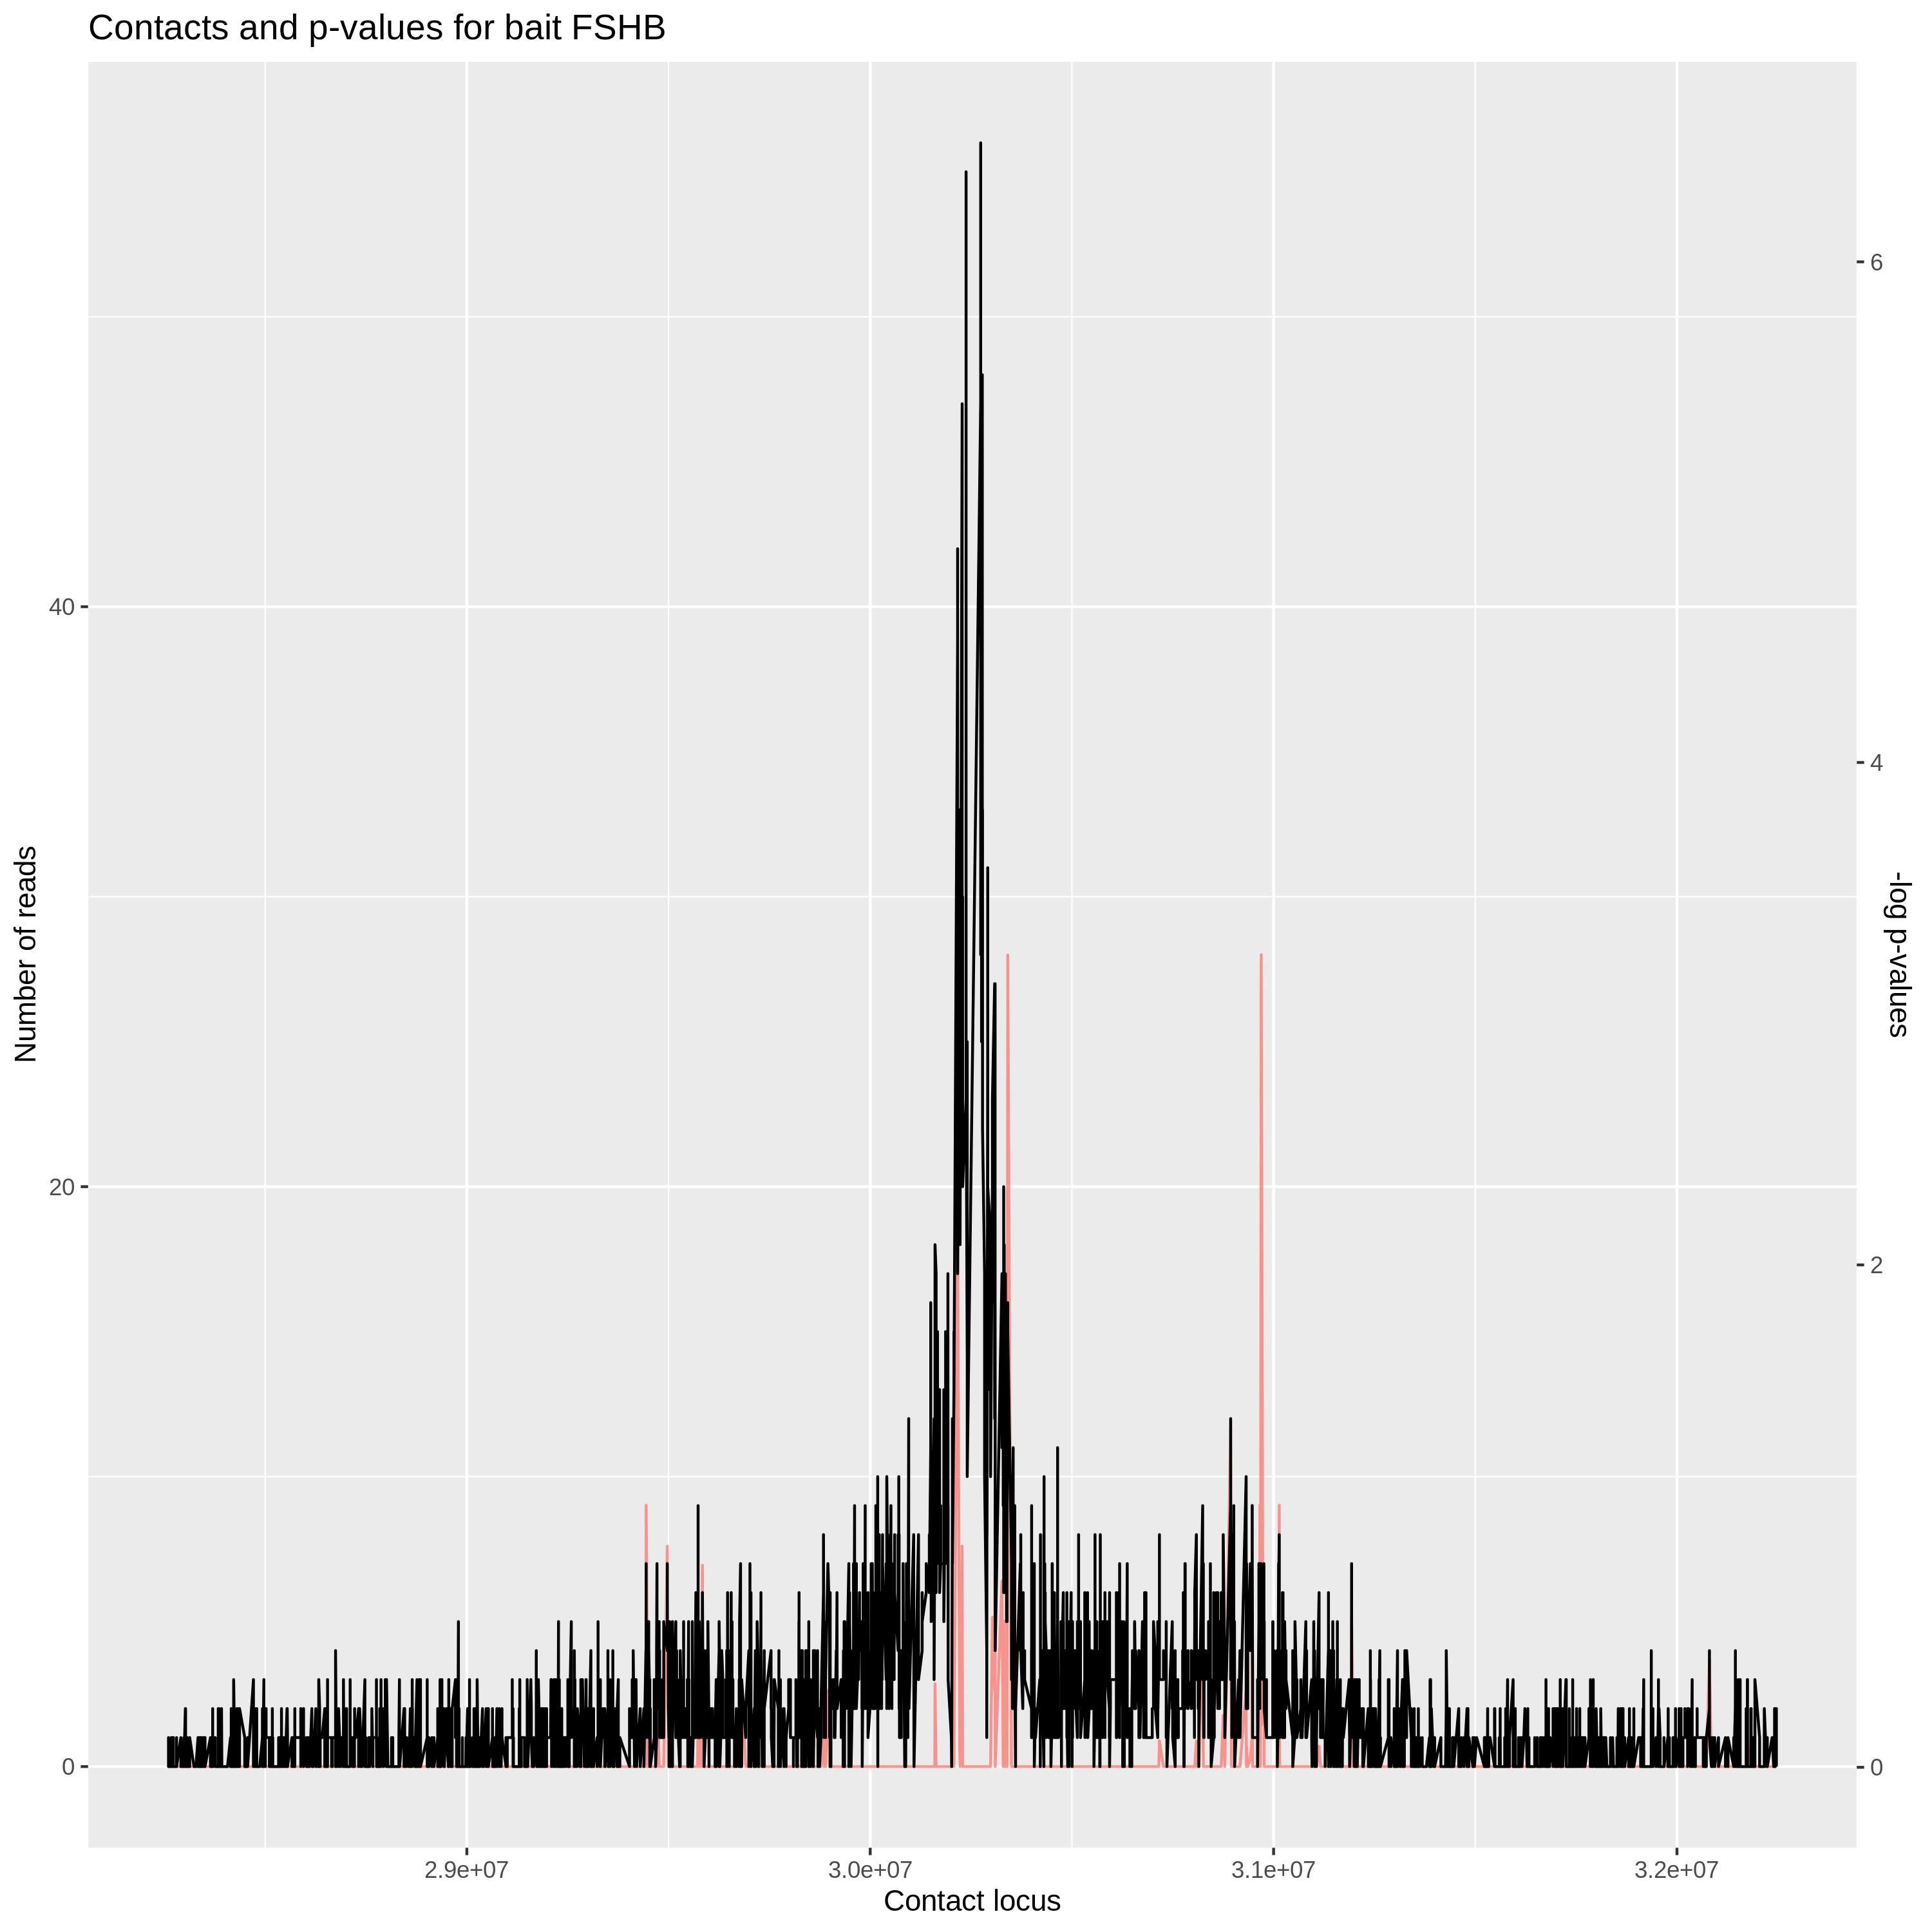 Contacts and p-values for bait FSHB
Number of reads
40
20
0
6
4
2
0
-log p-values
2.9e+07 3.0e+07 3.1e+07 3.2e+07
Contact locus